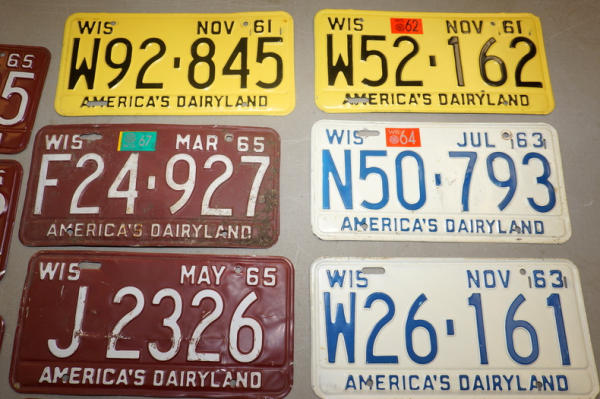 WIS NOV 61
W92·845
AMERICA'S DAIRYLAND
WIS 62 NOV 61
W52·162
AMERICA'S DAIRYLAND
65
5
WIS 67 MAR 65
F24·927
AMERICA'S DAIRYLAND
WIS 64 JUL 63
N50·793
AMERICA'S DAIRYLAND
WIS MAY 65
J2326
AMERICA'S DAIRYLAND
WIS NOV 63
W26·161
AMERICA'S DAIRYLAND